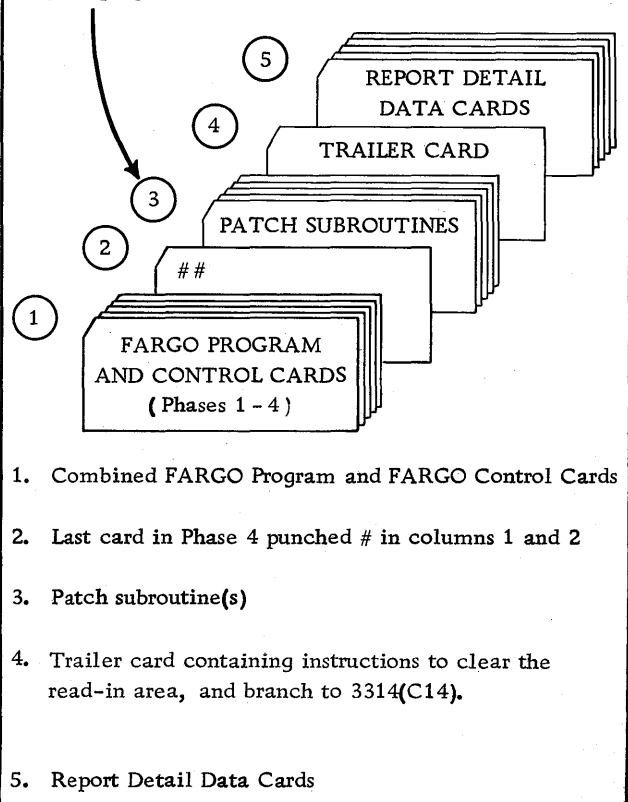 5
REPORT DETAIL
DATA CARDS
4
TRAILER CARD
3
PATCH SUBROUTINES
2
##
1
FARGO PROGRAM
AND CONTROL CARDS
(Phases 1 - 4)
1. Combined FARGO Program and FARGO Control Cards
2. Last card in Phase 4 punched # in columns 1 and 2
3. Patch subroutine(s)
4. Trailer card containing instructions to clear the
read-in area, and branch to 3314(C14).
5. Report Detail Data Cards